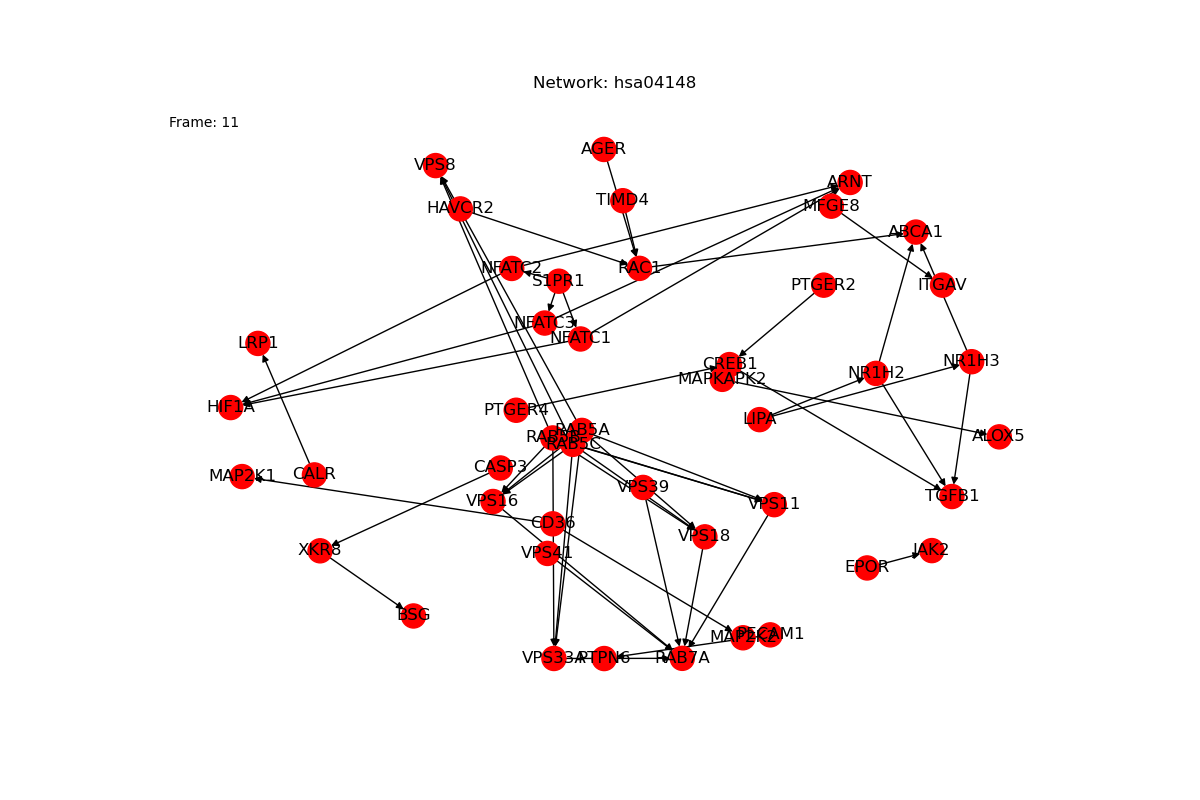 Network: hsa04148
Frame: 11
AGER
VPS8
ARNT
TIMD4
MFGE8
HAVCR2
ABCA1
NFATC2
RAC1
S1PR1
PTGER2
ITGAV
NFATC3
NFATC1
LRP1
CREB1
NR1H3
NR1H2
MAPKAPK2
HIF1A
PTGER4
LIPA
RAB5A
RAB5B
ALOX5
RAB5C
CASP3
CALR
MAP2K1
VPS39
TGFB1
VPS16
VPS11
CD36
VPS18
XKR8
VPS41
JAK2
EPOR
BSG
PECAM1
MAP2K2
VPS33A
PTPN6
RAB7A